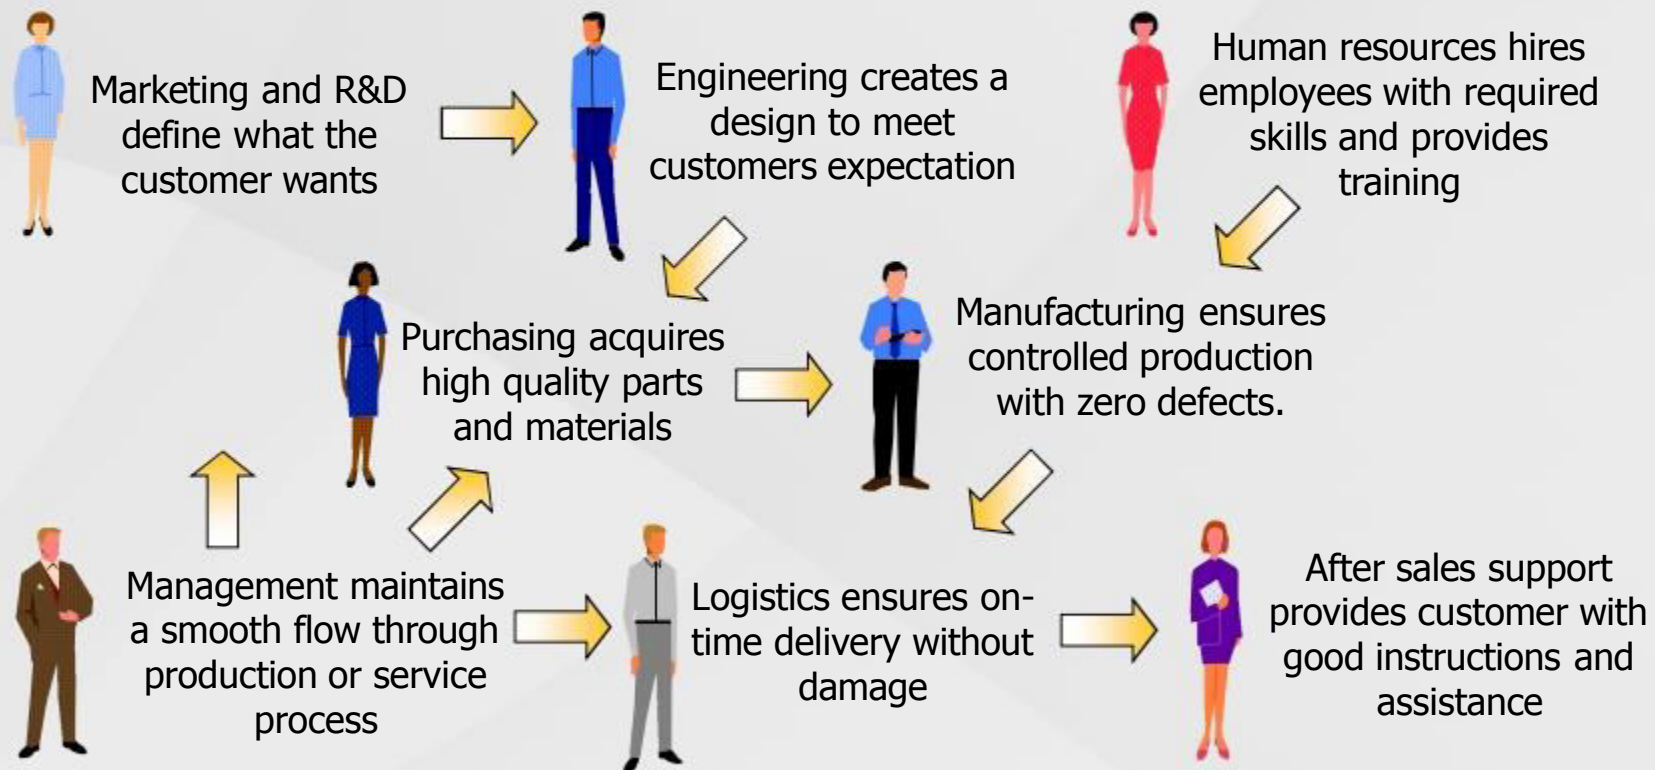 Marketing and R&D
define what the
customer wants
Engineering creates a
design to meet
customers expectation
Human resources hires
employees with required
skills and provides
training
Purchasing acquires
high quality parts
and materials
Manufacturing ensures
controlled production
with zero defects.
Management maintains
a smooth flow through
production or service
process
Logistics ensures on-
time delivery without
damage
After sales support
provides customer with
good instructions and
assistance